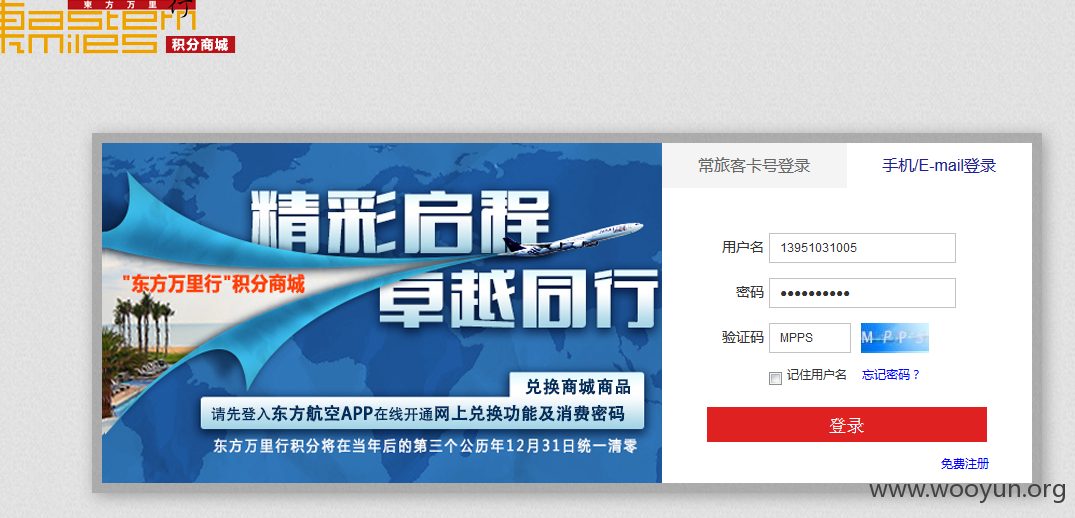 東方万里行
eastern
miles
积分商城
精彩启程
卓越同行
"东方万里行"积分商城
兑换商城商品
请先登入东方航空APP在线开通网上兑换功能及消费密码
东方万里行积分将在当年后的第三个公历年12月31日统一清零
常旅客卡号登录
手机/E-mail登录
用户名 13951031005
密码 ●●●●●●●●●●
验证码 MPPS MPPS
记住用户名 忘记密码？
登录
免费注册
www.wooyun.org